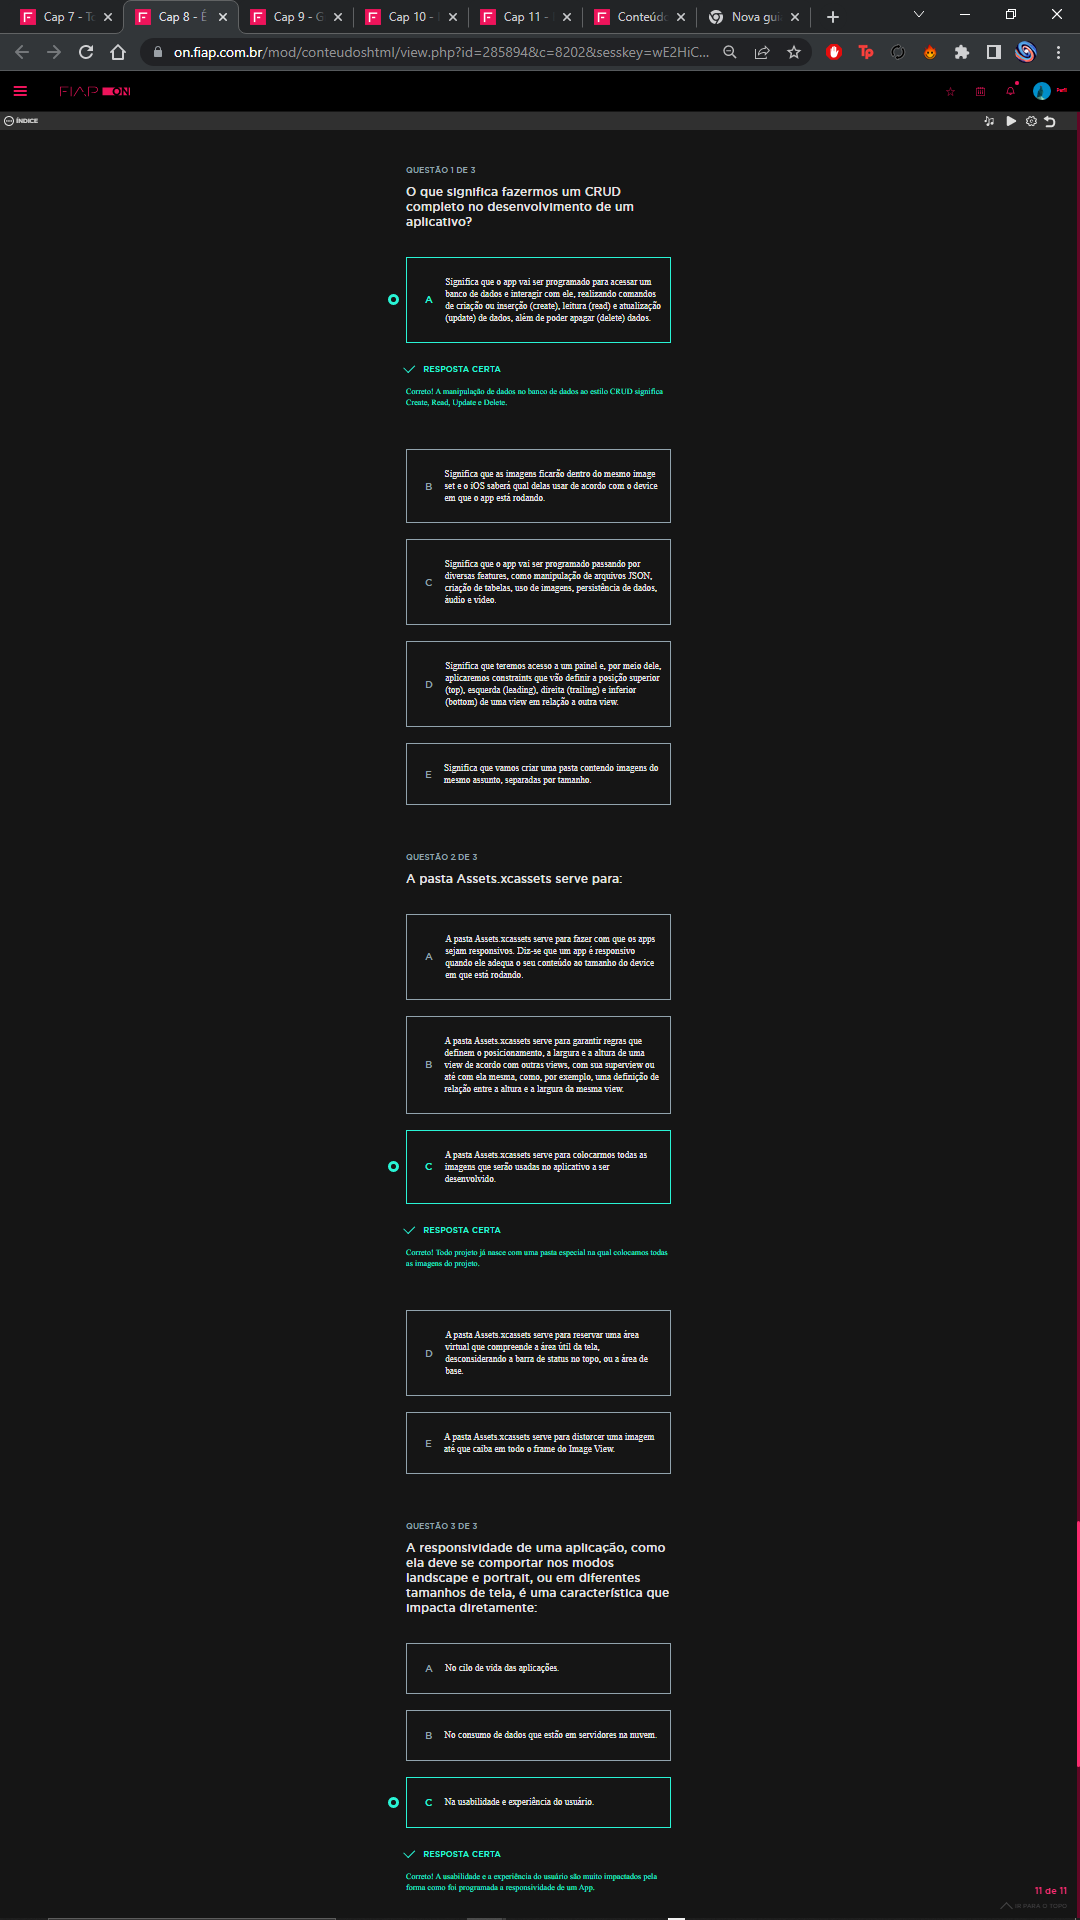 Cap 7 - To
Cap 8 - É
Cap 9 - G
Cap 10 -
Cap 11 -
Conteúdo
Nova gui
on.fiap.com.br/mod/conteudoshtml/view.php?id=285894&c=8202&sesskey=wE2HiC...
FIAP ON
ÍNDICE
QUESTÃO 1 DE 3
O que significa fazermos um CRUD
completo no desenvolvimento de um
aplicativo?
A
Significa que o app vai ser programado para acessar um
banco de dados e interagir com ele, realizando comandos
de criação ou inserção (create), leitura (read) e atualização
(update) de dados, além de poder apagar (delete) dados.
RESPOSTA CERTA
Correto! A manipulação de dados no banco de dados ao estilo CRUD significa
Create, Read, Update e Delete.
B
Significa que as imagens ficarão dentro do mesmo image
set e o iOS saberá qual delas usar de acordo com o device
em que o app está rodando.
C
Significa que o app vai ser programado passando por
diversas features, como manipulação de arquivos JSON,
criação de tabelas, uso de imagens, persistência de dados,
áudio e vídeo.
D
Significa que teremos acesso a um painel e, por meio dele,
aplicaremos constraints que vão definir a posição superior
(top), esquerda (leading), direita (trailing) e inferior
(bottom) de uma view em relação a outra view.
E
Significa que vamos criar uma pasta contendo imagens do
mesmo assunto, separadas por tamanho.
QUESTÃO 2 DE 3
A pasta Assets.xcassets serve para:
A
A pasta Assets.xcassets serve para fazer com que os apps
sejam responsivos. Diz-se que um app é responsivo
quando ele adequa o seu conteúdo ao tamanho do device
em que está rodando.
B
A pasta Assets.xcassets serve para garantir regras que
definem o posicionamento, a largura e a altura de uma
view de acordo com outras views, com sua superview ou
até com ela mesma, como, por exemplo, uma definição de
relação entre a altura e a largura da mesma view.
C
A pasta Assets.xcassets serve para colocarmos todas as
imagens que serão usadas no aplicativo a ser
desenvolvido.
RESPOSTA CERTA
Correto! Todo projeto já nasce com uma pasta especial na qual colocamos todas
as imagens do projeto.
D
A pasta Assets.xcassets serve para reservar uma área
virtual que compreende a área útil da tela,
desconsiderando a barra de status no topo, ou a área de
base.
E
A pasta Assets.xcassets serve para distorcer uma imagem
até que caiba em todo o frame do Image View.
QUESTÃO 3 DE 3
A responsividade de uma aplicação, como
ela deve se comportar nos modos
landscape e portrait, ou em diferentes
tamanhos de tela, é uma característica que
impacta diretamente:
A
No cilo de vida das aplicações.
B
No consumo de dados que estão em servidores na nuvem.
C
Na usabilidade e experiência do usuário.
RESPOSTA CERTA
Correto! A usabilidade e a experiência do usuário são muito impactados pela
forma como foi programada a responsividade de um App.
11 de 11
IR PARA O TOPO